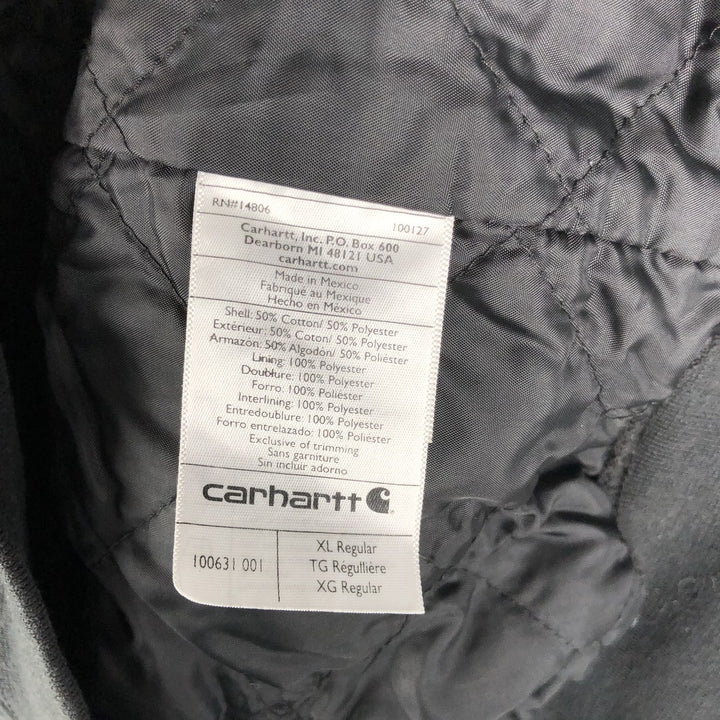 RN#14806
100127
Carhartt, Inc. P.O. Box 600
Dearborn MI 48121 USA
carhartt.com
Made in Mexico
Fabriqué au Mexique
Hecho en México
Shell: 50% Cotton/ 50% Polyester
Extérieur: 50% Coton/ 50% Polyester
Armazón: 50% Algodón/ 50% Poliéster
Lining: 100% Polyester
Doublure: 100% Polyester
Forro: 100% Poliéster
Interlining: 100% Polyester
Entredoublure: 100% Polyester
Forro entrelazado: 100% Poliéster
Exclusive of trimming
Sans garniture
Sin incluir adorno
carhartt
100631 001
XL Regular
TG Régullière
XG Regular